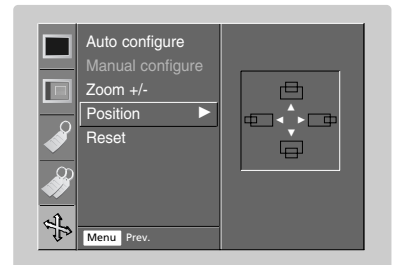 Auto configure
Manual configure
Zoom +/-
Position
Reset
Menu Prev.